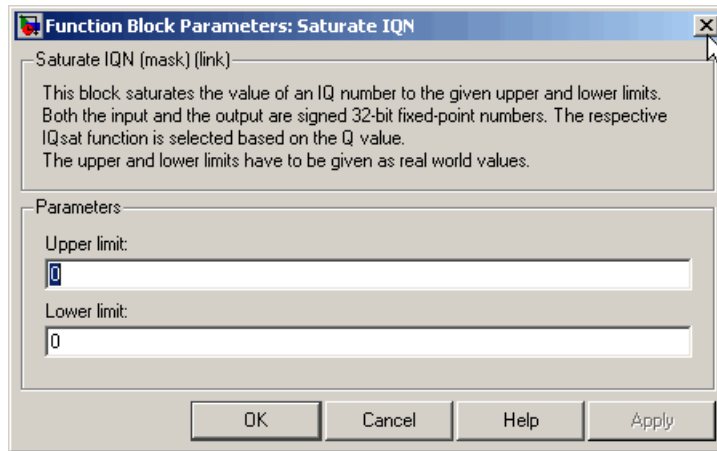 Function Block Parameters: Saturate IQN
Saturate IQN (mask) (link)
This block saturates the value of an IQ number to the given upper and lower limits.
Both the input and the output are signed 32-bit fixed-point numbers. The respective
IQsat function is selected based on the Q value.
The upper and lower limits have to be given as real world values.
Parameters
Upper limit:
0
Lower limit:
0
OK Cancel Help Apply